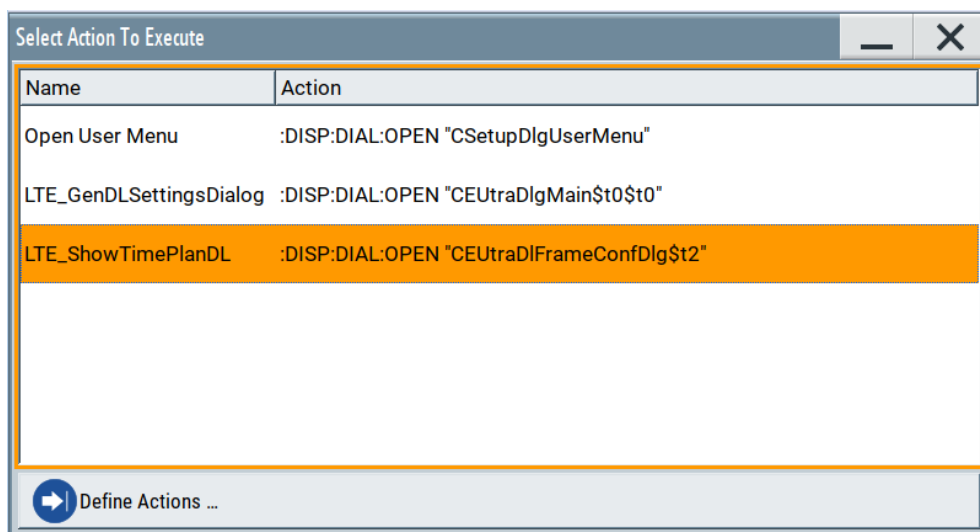 Select Action To Execute
Name Action
Open User Menu :DISP:DIAL:OPEN "CSetupDlgUserMenu"
LTE_GenDLSettingsDialog :DISP:DIAL:OPEN "CEUtraDlgMain$t0$t0"
LTE_ShowTimePlanDL :DISP:DIAL:OPEN "CEUtraDlFrameConfDlg$t2"
Define Actions ...